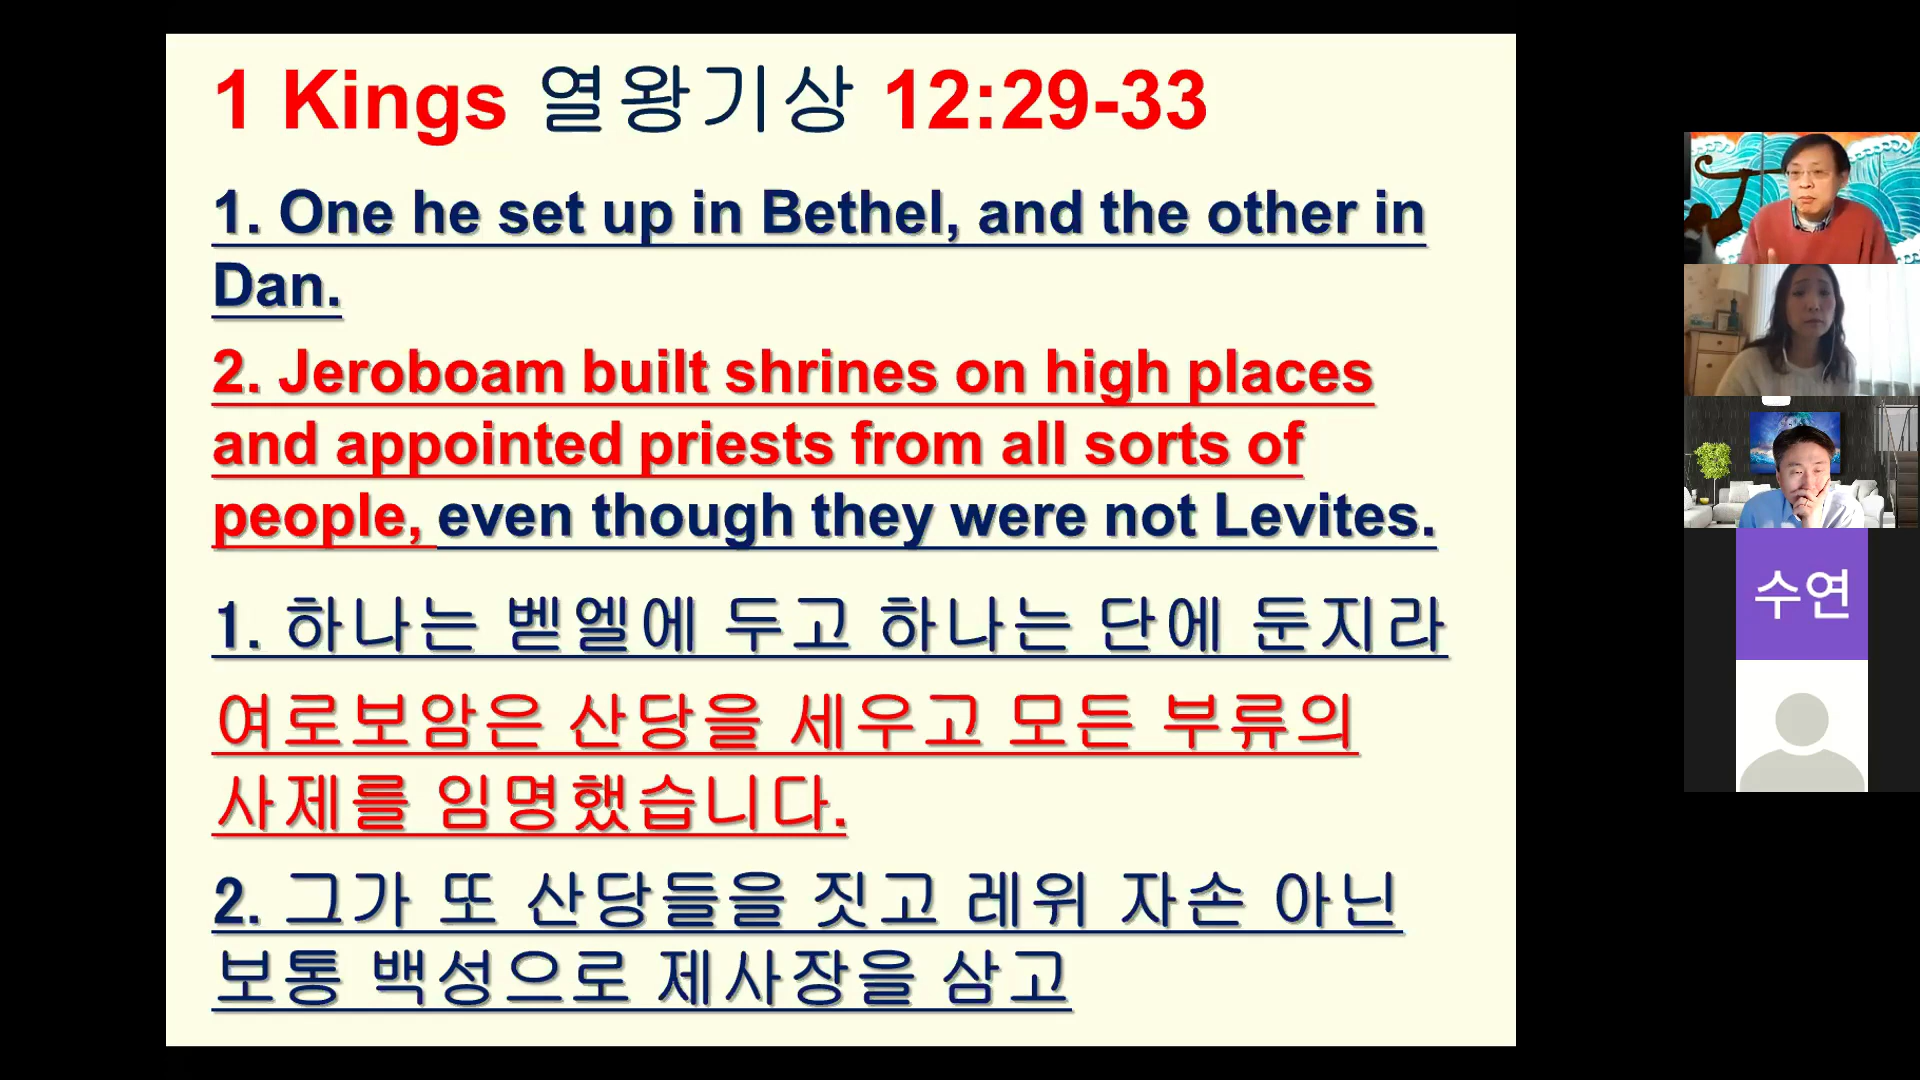 1 Kings 열왕기상 12:29-33
1. One he set up in Bethel, and the other in
Dan.
2. Jeroboam built shrines on high places
and appointed priests from all sorts of
people, even though they were not Levites.
1. 하나는 벧엘에 두고 하나는 단에 둔지라
여로보암은 산당을 세우고 모든 부류의
사제를 임명했습니다.
2. 그가 또 산당들을 짓고 레위 자손 아닌
보통 백성으로 제사장을 삼고
수연